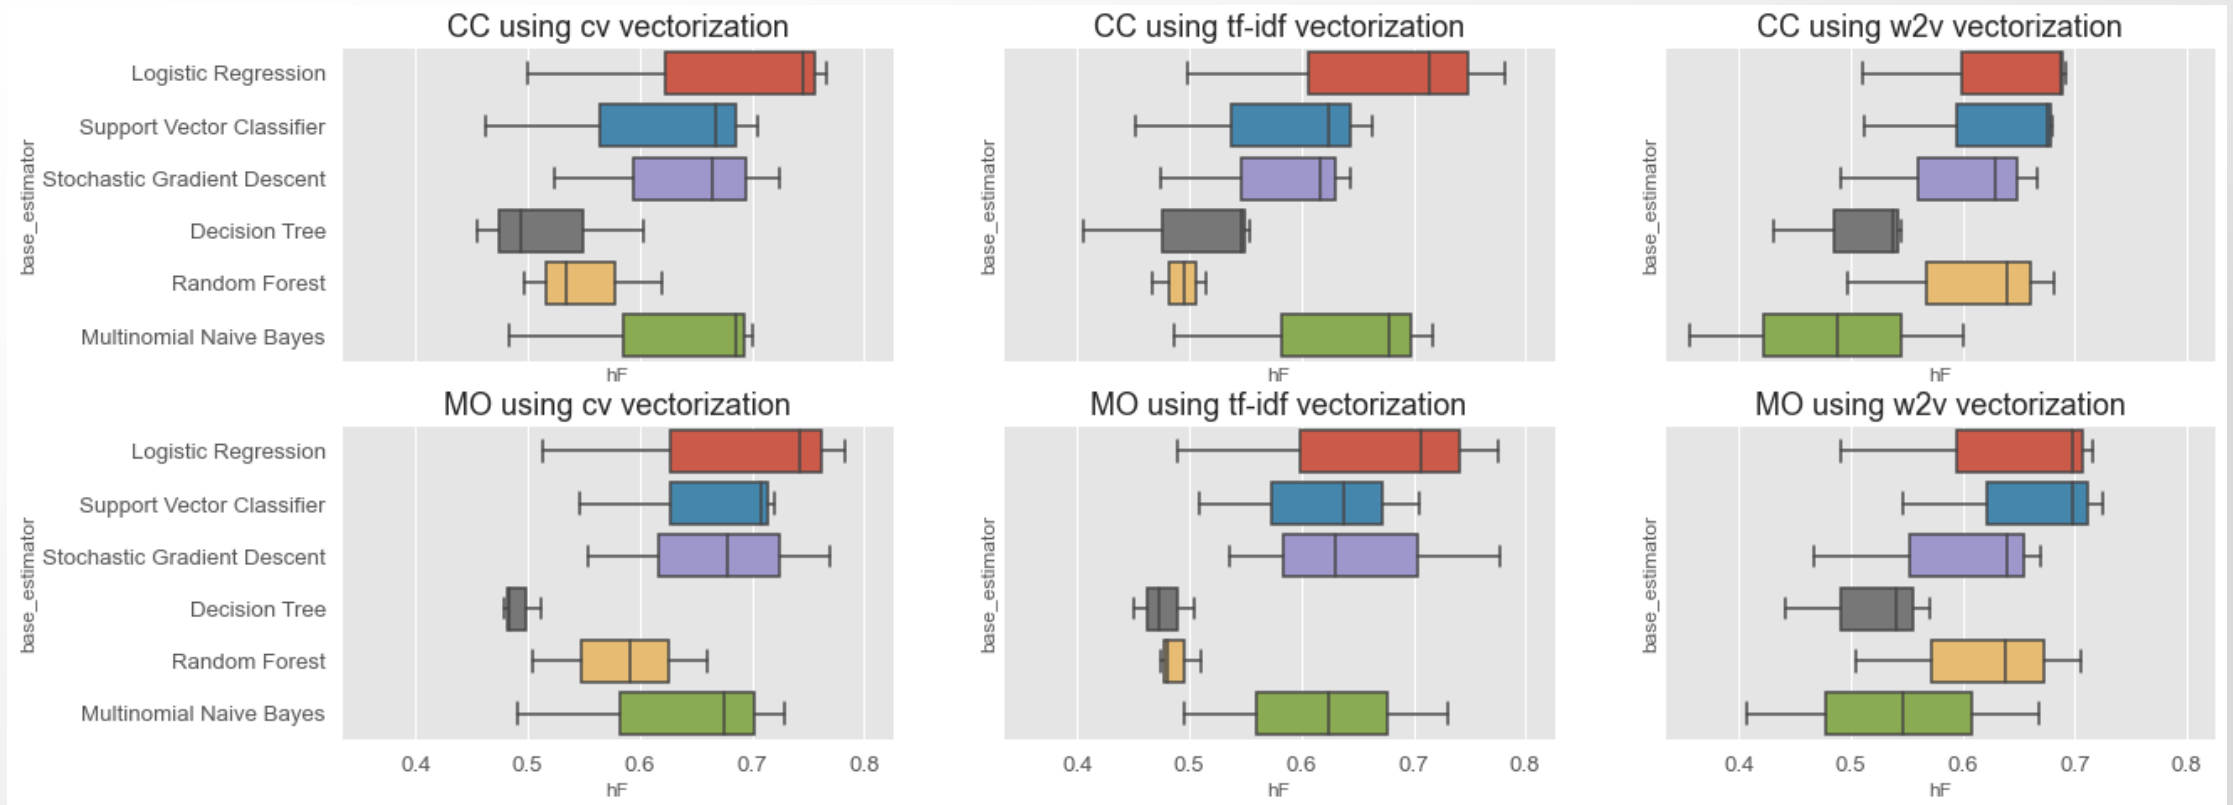 CC using cv vectorization
CC using tf-idf vectorization
CC using w2v vectorization
base_estimator
Logistic Regression
Support Vector Classifier
Stochastic Gradient Descent
Decision Tree
Random Forest
Multinomial Naive Bayes
base_estimator
base_estimator
hF
hF
hF
MO using cv vectorization
MO using tf-idf vectorization
MO using w2v vectorization
base_estimator
Logistic Regression
Support Vector Classifier
Stochastic Gradient Descent
Decision Tree
Random Forest
Multinomial Naive Bayes
base_estimator
base_estimator
0.4 0.5 0.6 0.7 0.8
0.4 0.5 0.6 0.7 0.8
0.4 0.5 0.6 0.7 0.8
hF
hF
hF